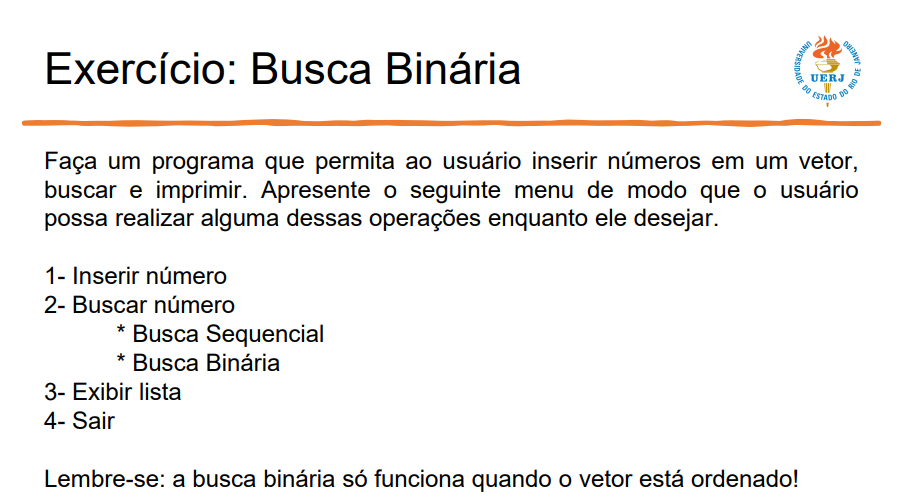 Exercício: Busca Binária
UNIVERSIDADE DO ESTADO DO RIO DE JANEIRO
UERJ
Faça um programa que permita ao usuário inserir números em um vetor,
buscar e imprimir. Apresente o seguinte menu de modo que o usuário
possa realizar alguma dessas operações enquanto ele desejar.
1- Inserir número
2- Buscar número
* Busca Sequencial
* Busca Binária
3- Exibir lista
4- Sair
Lembre-se: a busca binária só funciona quando o vetor está ordenado!